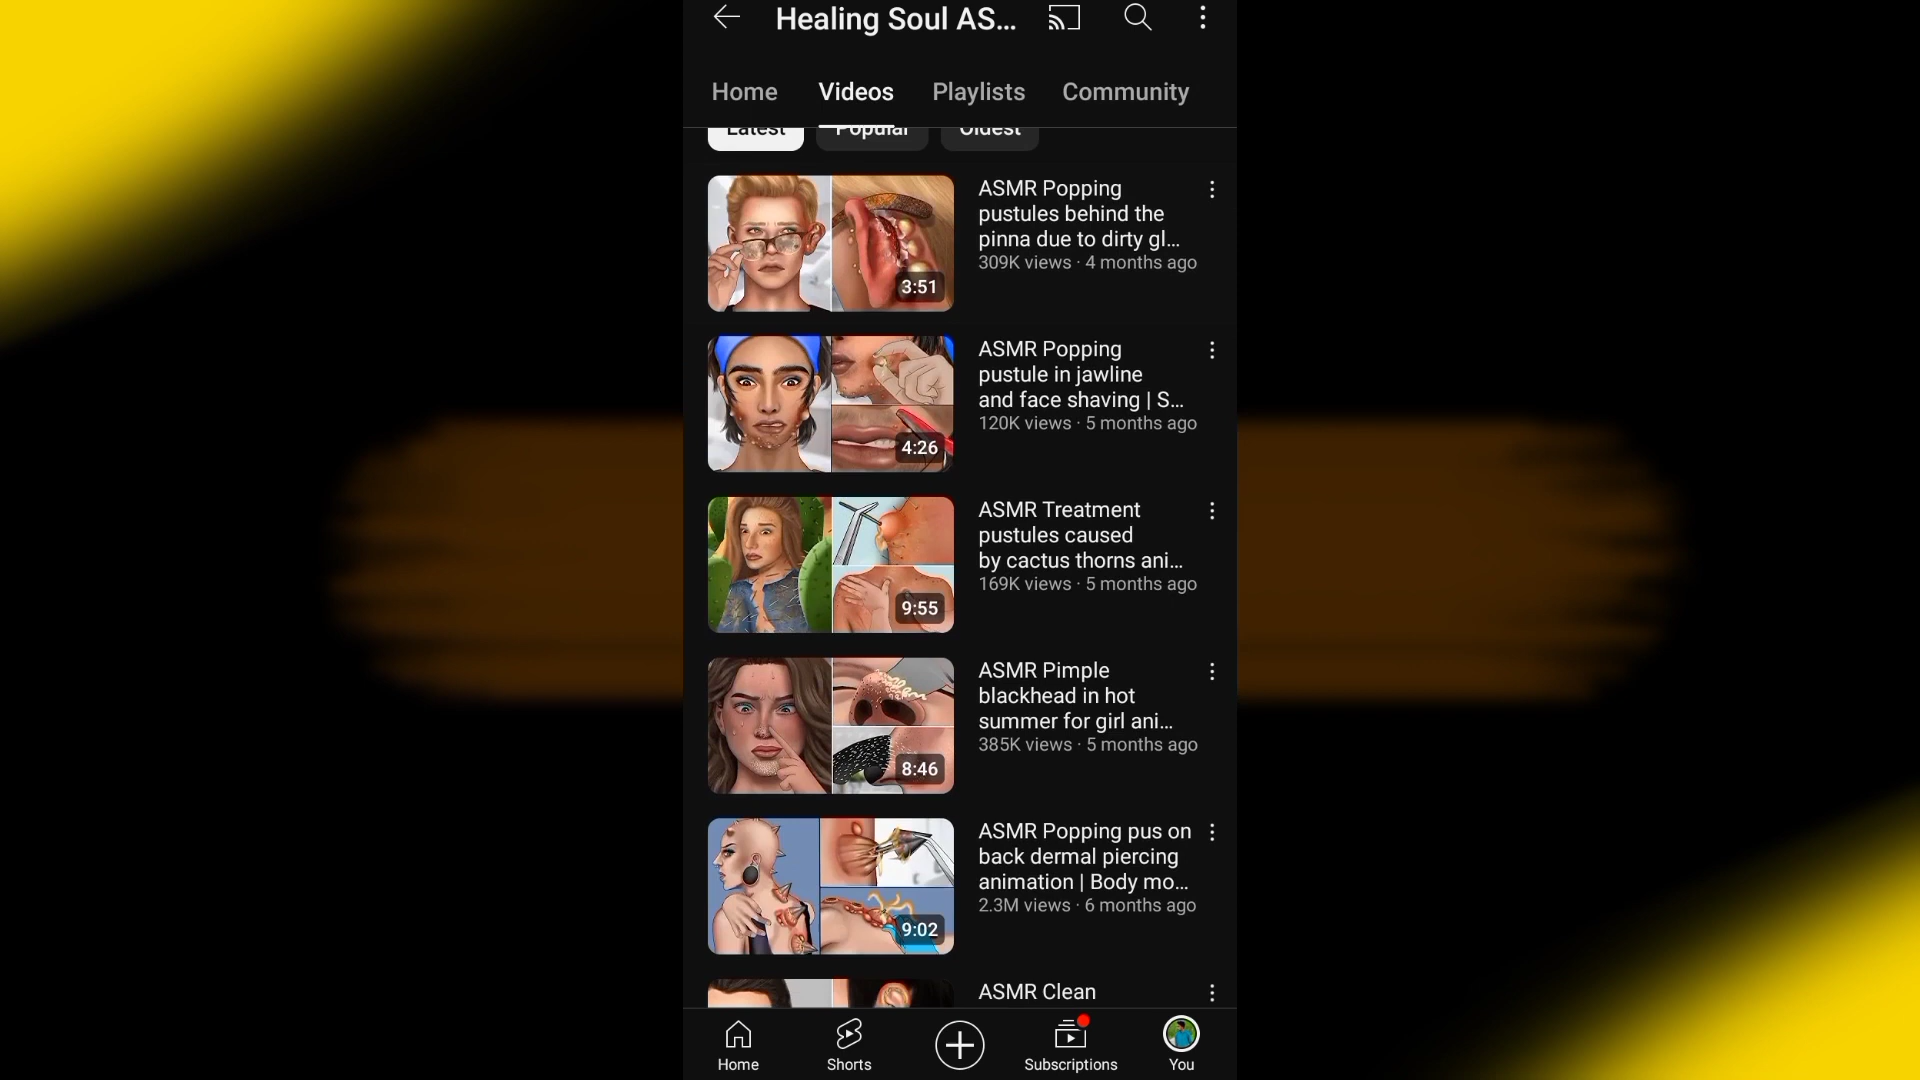 Healing Soul AS...
Home Videos Playlists Community
Latest Popular Oldest
ASMR Popping
pustules behind the
pinna due to dirty gl...
309K views · 4 months ago
3:51
ASMR Popping
pustule in jawline
and face shaving | S...
120K views · 5 months ago
4:26
ASMR Treatment
pustules caused
by cactus thorns ani...
169K views · 5 months ago
9:55
ASMR Pimple
blackhead in hot
summer for girl ani...
385K views · 5 months ago
8:46
ASMR Popping pus on
back dermal piercing
animation | Body mo...
2.3M views · 6 months ago
9:02
ASMR Clean
Home Shorts Subscriptions You